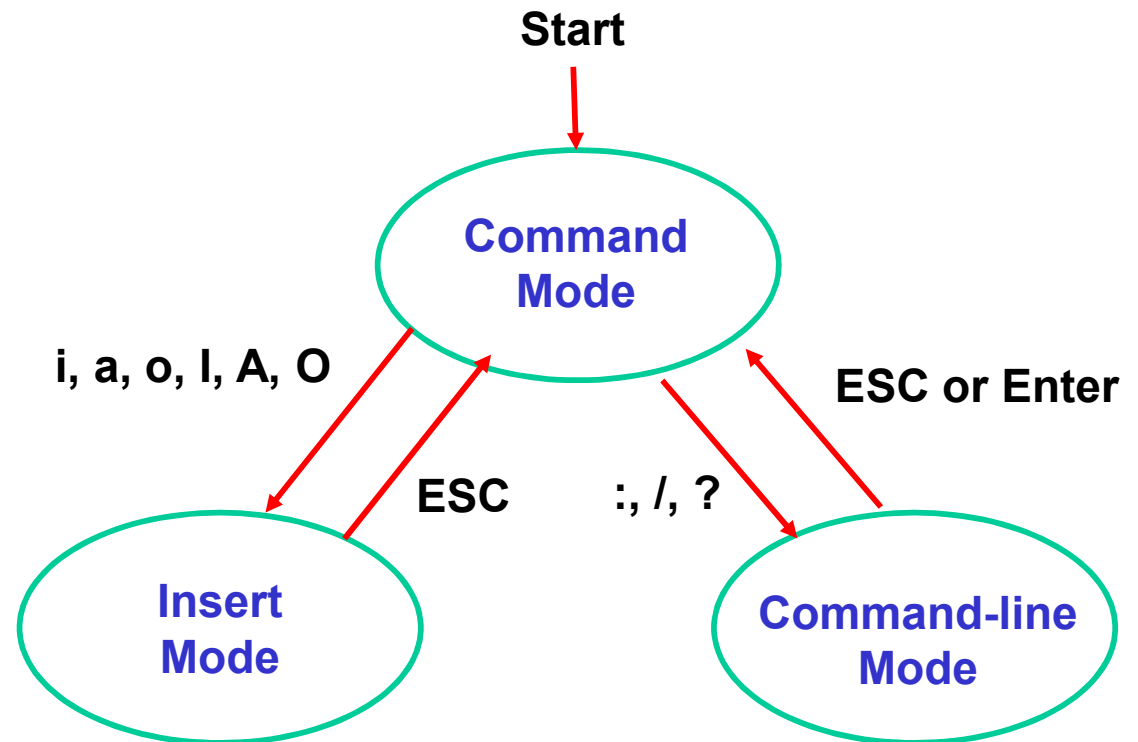 Start
Command
Mode
i, a, o, I, A, O
ESC or Enter
ESC
:, /, ?
Insert
Mode
Command-line
Mode